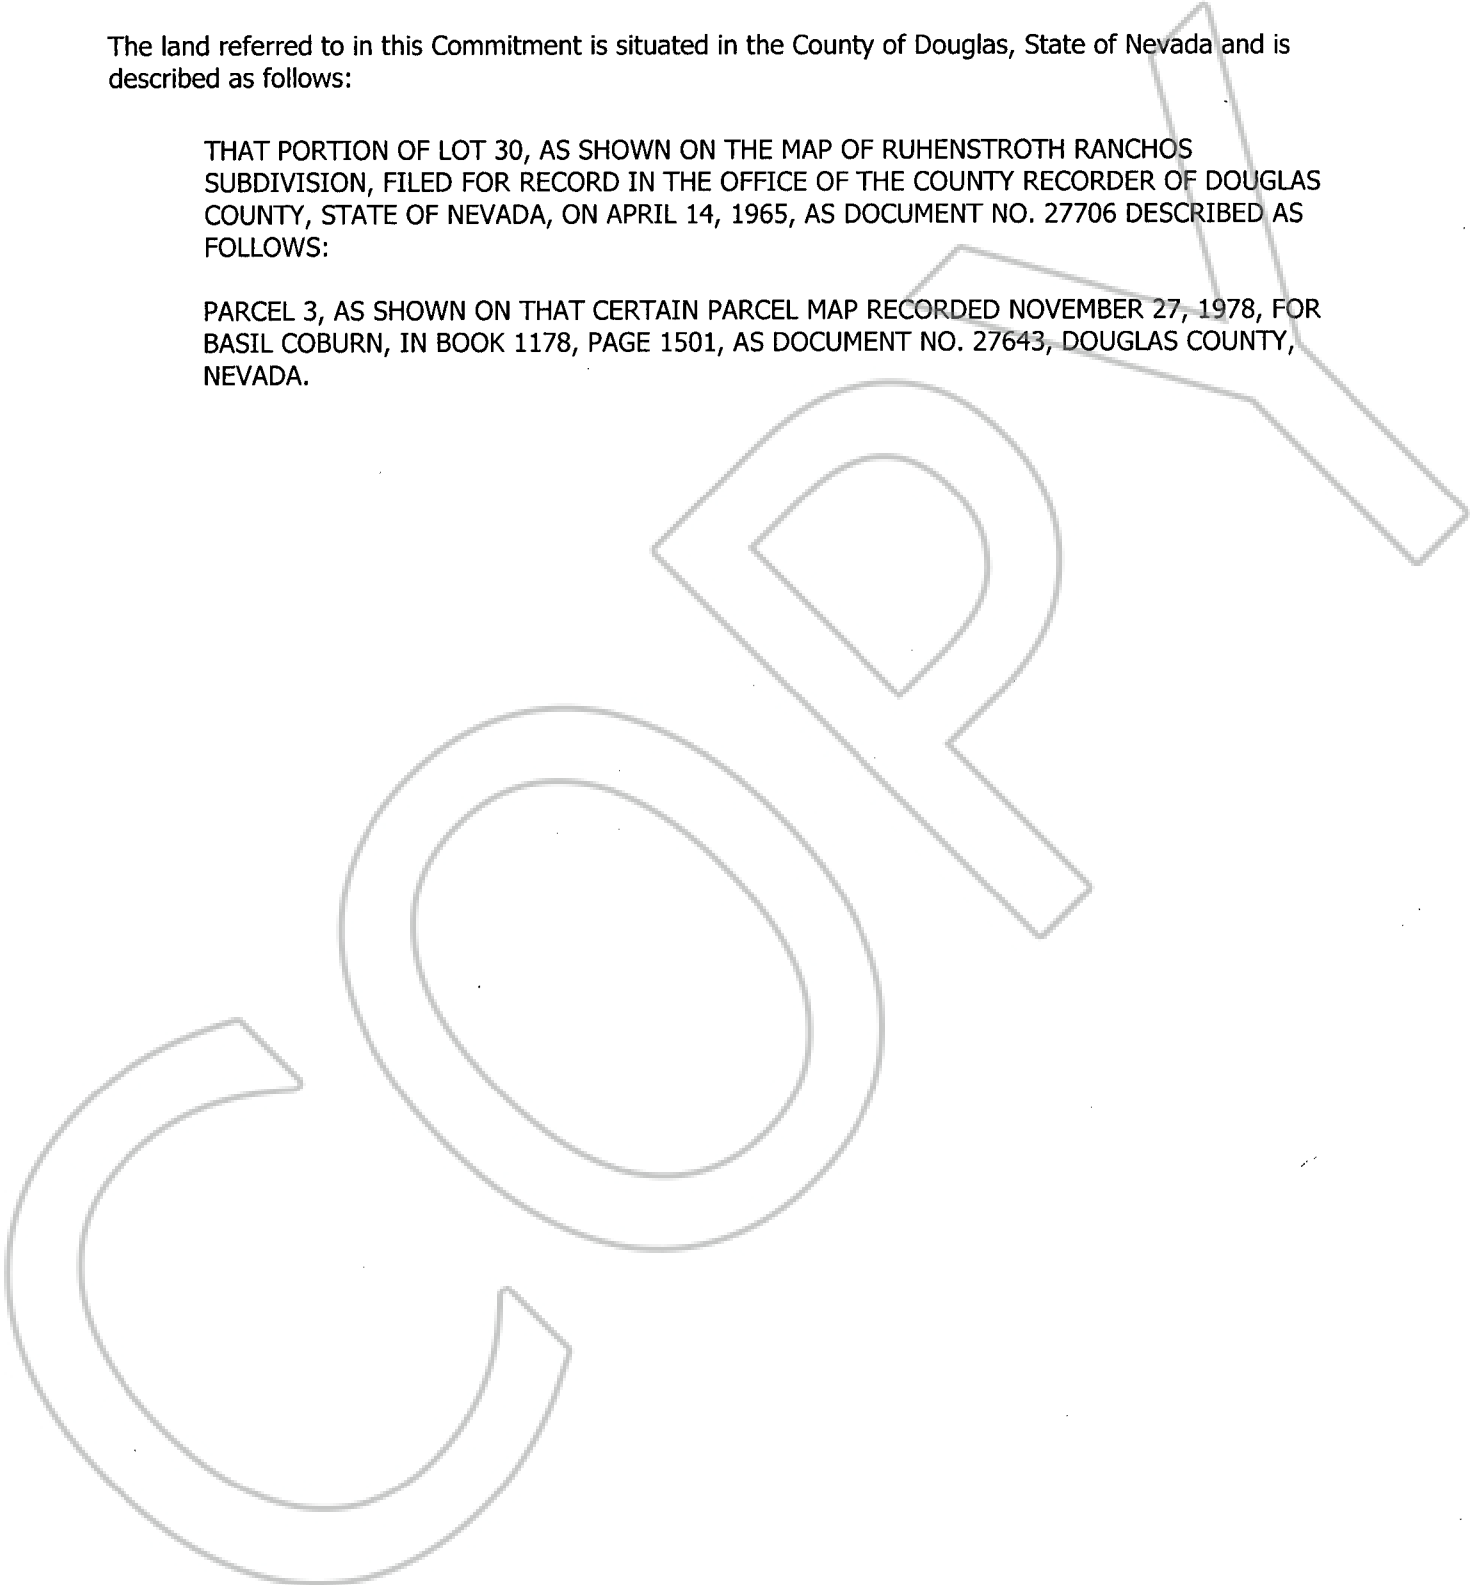 The land referred to in this Commitment is situated in the County of Douglas, State of Nevada and is
described as follows:
THAT PORTION OF LOT 30, AS SHOWN ON THE MAP OF RUHENSTROTH RANCHOS
SUBDIVISION, FILED FOR RECORD IN THE OFFICE OF THE COUNTY RECORDER OF DOUGLAS
COUNTY, STATE OF NEVADA, ON APRIL 14, 1965, AS DOCUMENT NO. 27706 DESCRIBED AS
FOLLOWS:
PARCEL 3, AS SHOWN ON THAT CERTAIN PARCEL MAP RECORDED NOVEMBER 27, 1978, FOR
BASIL COBURN, IN BOOK 1178, PAGE 1501, AS DOCUMENT NO. 27643, DOUGLAS COUNTY,
NEVADA.
COPY